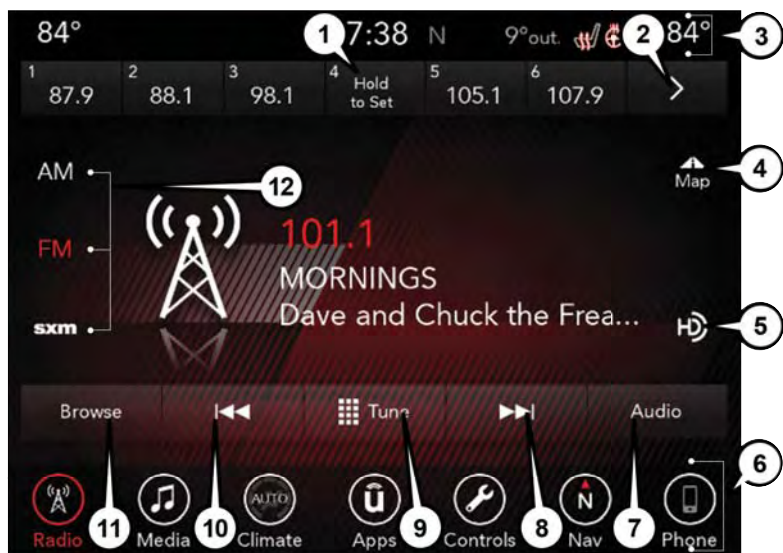 84° 1 7:38 N 9°out. 2 84° 3
1 87.9 2 88.1 3 98.1 4 Hold to Set 5 105.1 6 107.9 >
AM
12
4
Map
FM
101.1
MORNINGS
Dave and Chuck the Frea...
sxm
HD 5
Browse Tune Audio
6
AUTO û N
Radio 11 Media 10 Climate Apps 9 Controls 8 Nav 7 Phone